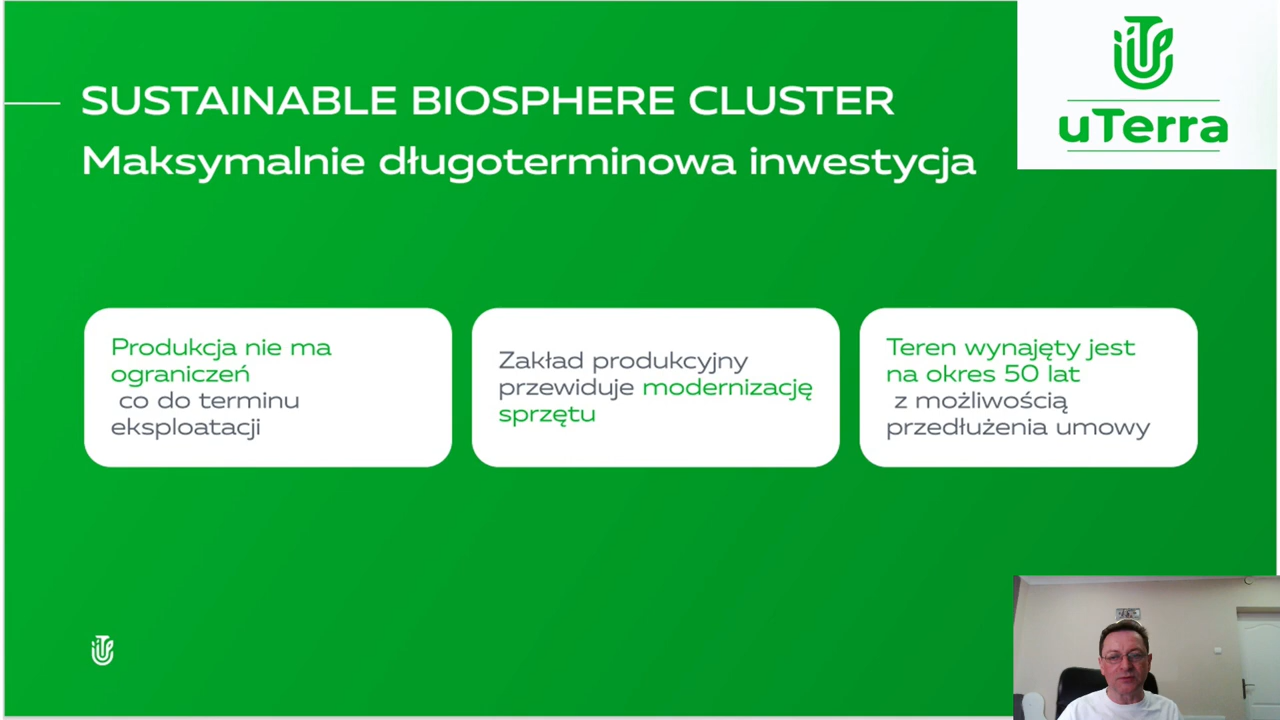 SUSTAINABLE BIOSPHERE CLUSTER
Maksymalnie długoterminowa inwestycja
uTerra
Produkcja nie ma
ograniczeń
co do terminu
eksploatacji
Zakład produkcyjny
przewiduje modernizację
sprzętu
Teren wynajęty jest
na okres 50 lat
z możliwością
przedłużenia umowy